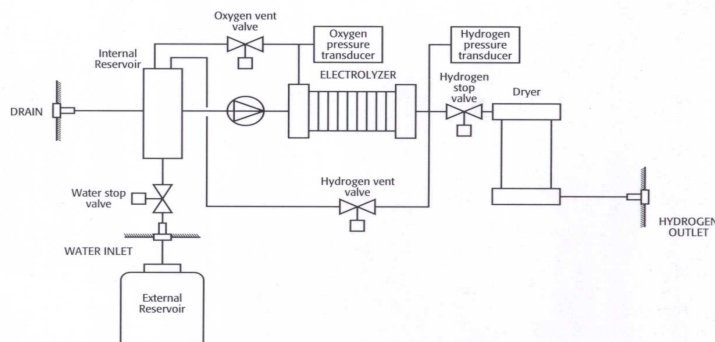 Oxygen vent
valve
Oxygen
pressure
transducer
Hydrogen
pressure
transducer
Internal
Reservoir
ELECTROLYZER
Hydrogen
stop
valve
Dryer
DRAIN
Water stop
valve
Hydrogen vent
valve
HYDROGEN
OUTLET
WATER INLET
External
Reservoir